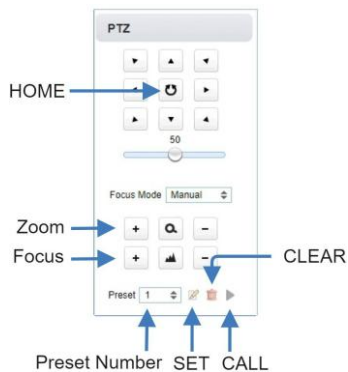 PTZ
HOME
50
Focus Mode Manual
Zoom + -
Focus + -
CLEAR
Preset 1
Preset Number SET CALL